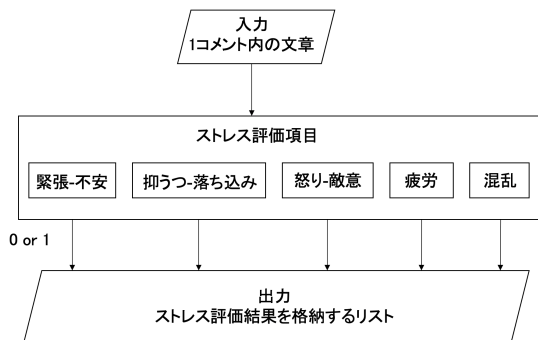 入力
1コメント内の文章
ストレス評価項目
緊張-不安
抑うつ-落ち込み
怒り-敵意
疲労
混乱
0 or 1
出力
ストレス評価結果を格納するリスト